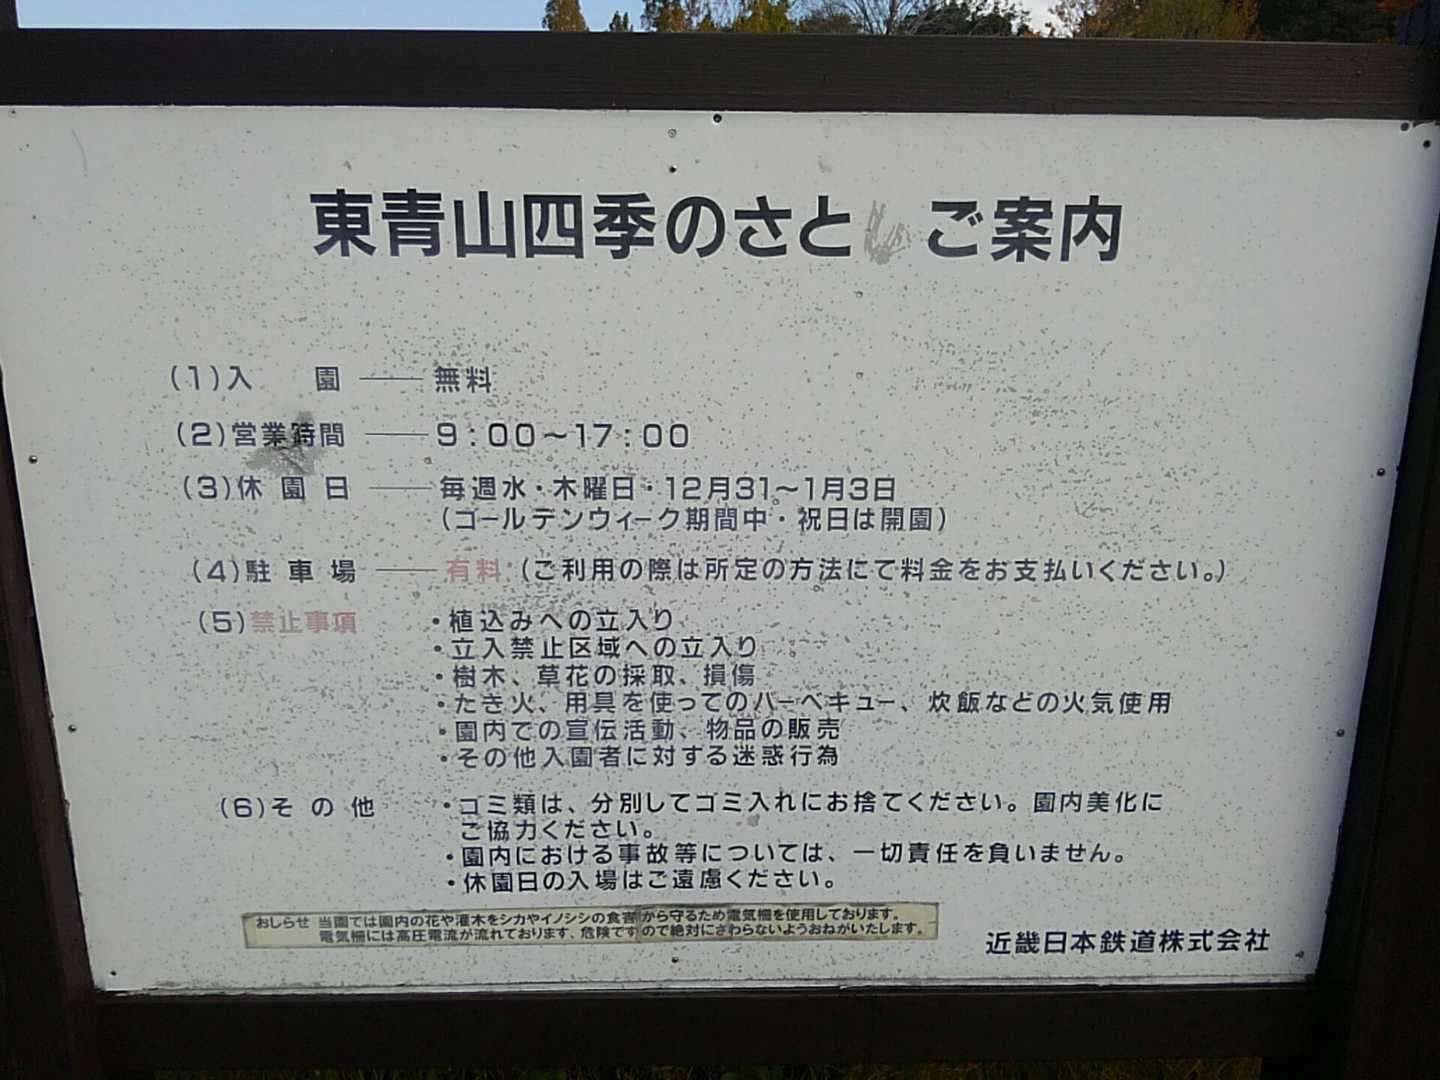 東青山四季のさと ご案内
(1)入 園 ―― 無料
(2)営業時間 ―― 9:00～17:00
(3)休園日 ―― 毎週水・木曜日・12月31～1月3日
(ゴールデンウィーク期間中・祝日は開園)
(4)駐車場 ―― 有料 (ご利用の際は所定の方法にて料金をお支払いください。)
(5)禁止事項 ・植込みへの立入り
・立入禁止区域への立入り
・樹木、草花の採取、損傷
・たき火、用具を使ってのバーベキュー、炊飯などの火気使用
・園内での宣伝活動、物品の販売
・その他入園者に対する迷惑行為
(6)その他 ・ゴミ類は、分別してゴミ入れにお捨てください。園内美化に
ご協力ください。
・園内における事故等については、一切責任を負いません。
・休園日の入場はご遠慮ください。
おしらせ 当園では園内の花や灌木をシカやイノシシの食害から守るため電気柵を使用しております。
電気柵には高圧電流が流れております、危険ですので絶対にさわらないようおねがいたします。
近畿日本鉄道株式会社